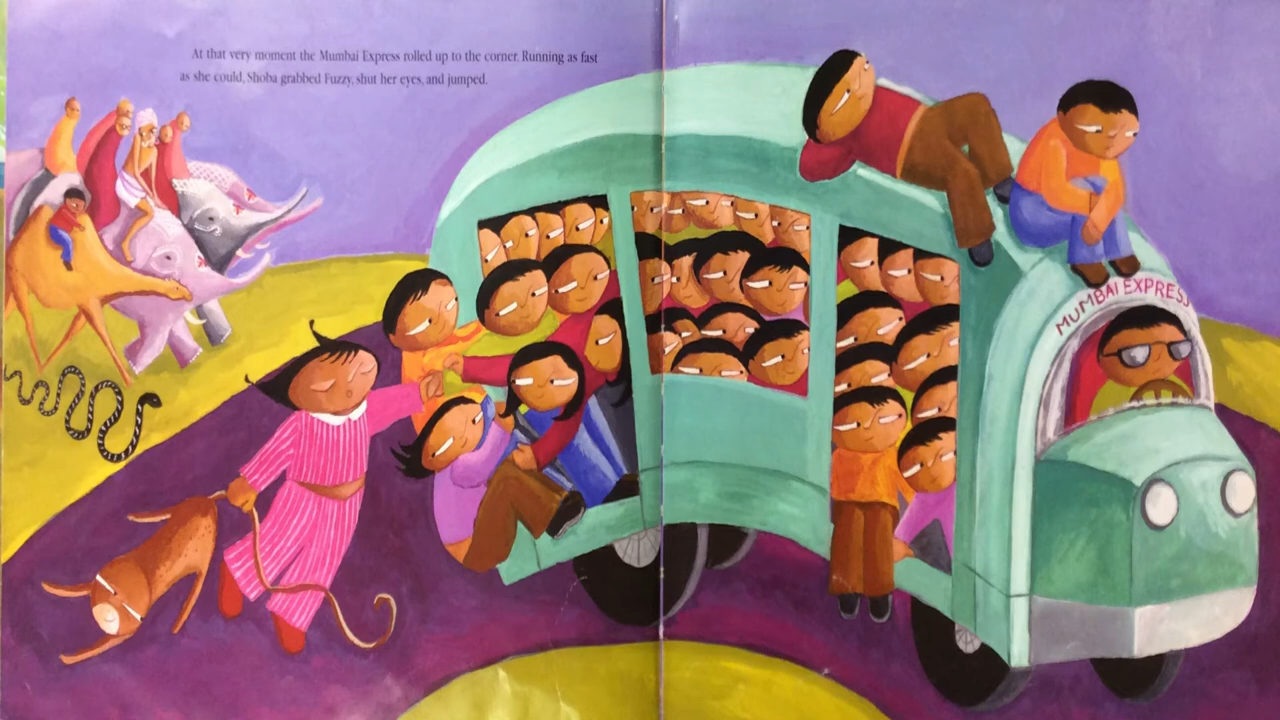 At that very moment the Mumbai Express rolled up to the corner. Running as fast
as she could, Shoba grabbed Fuzzy, shut her eyes, and jumped.
MUMBAI EXPRESS